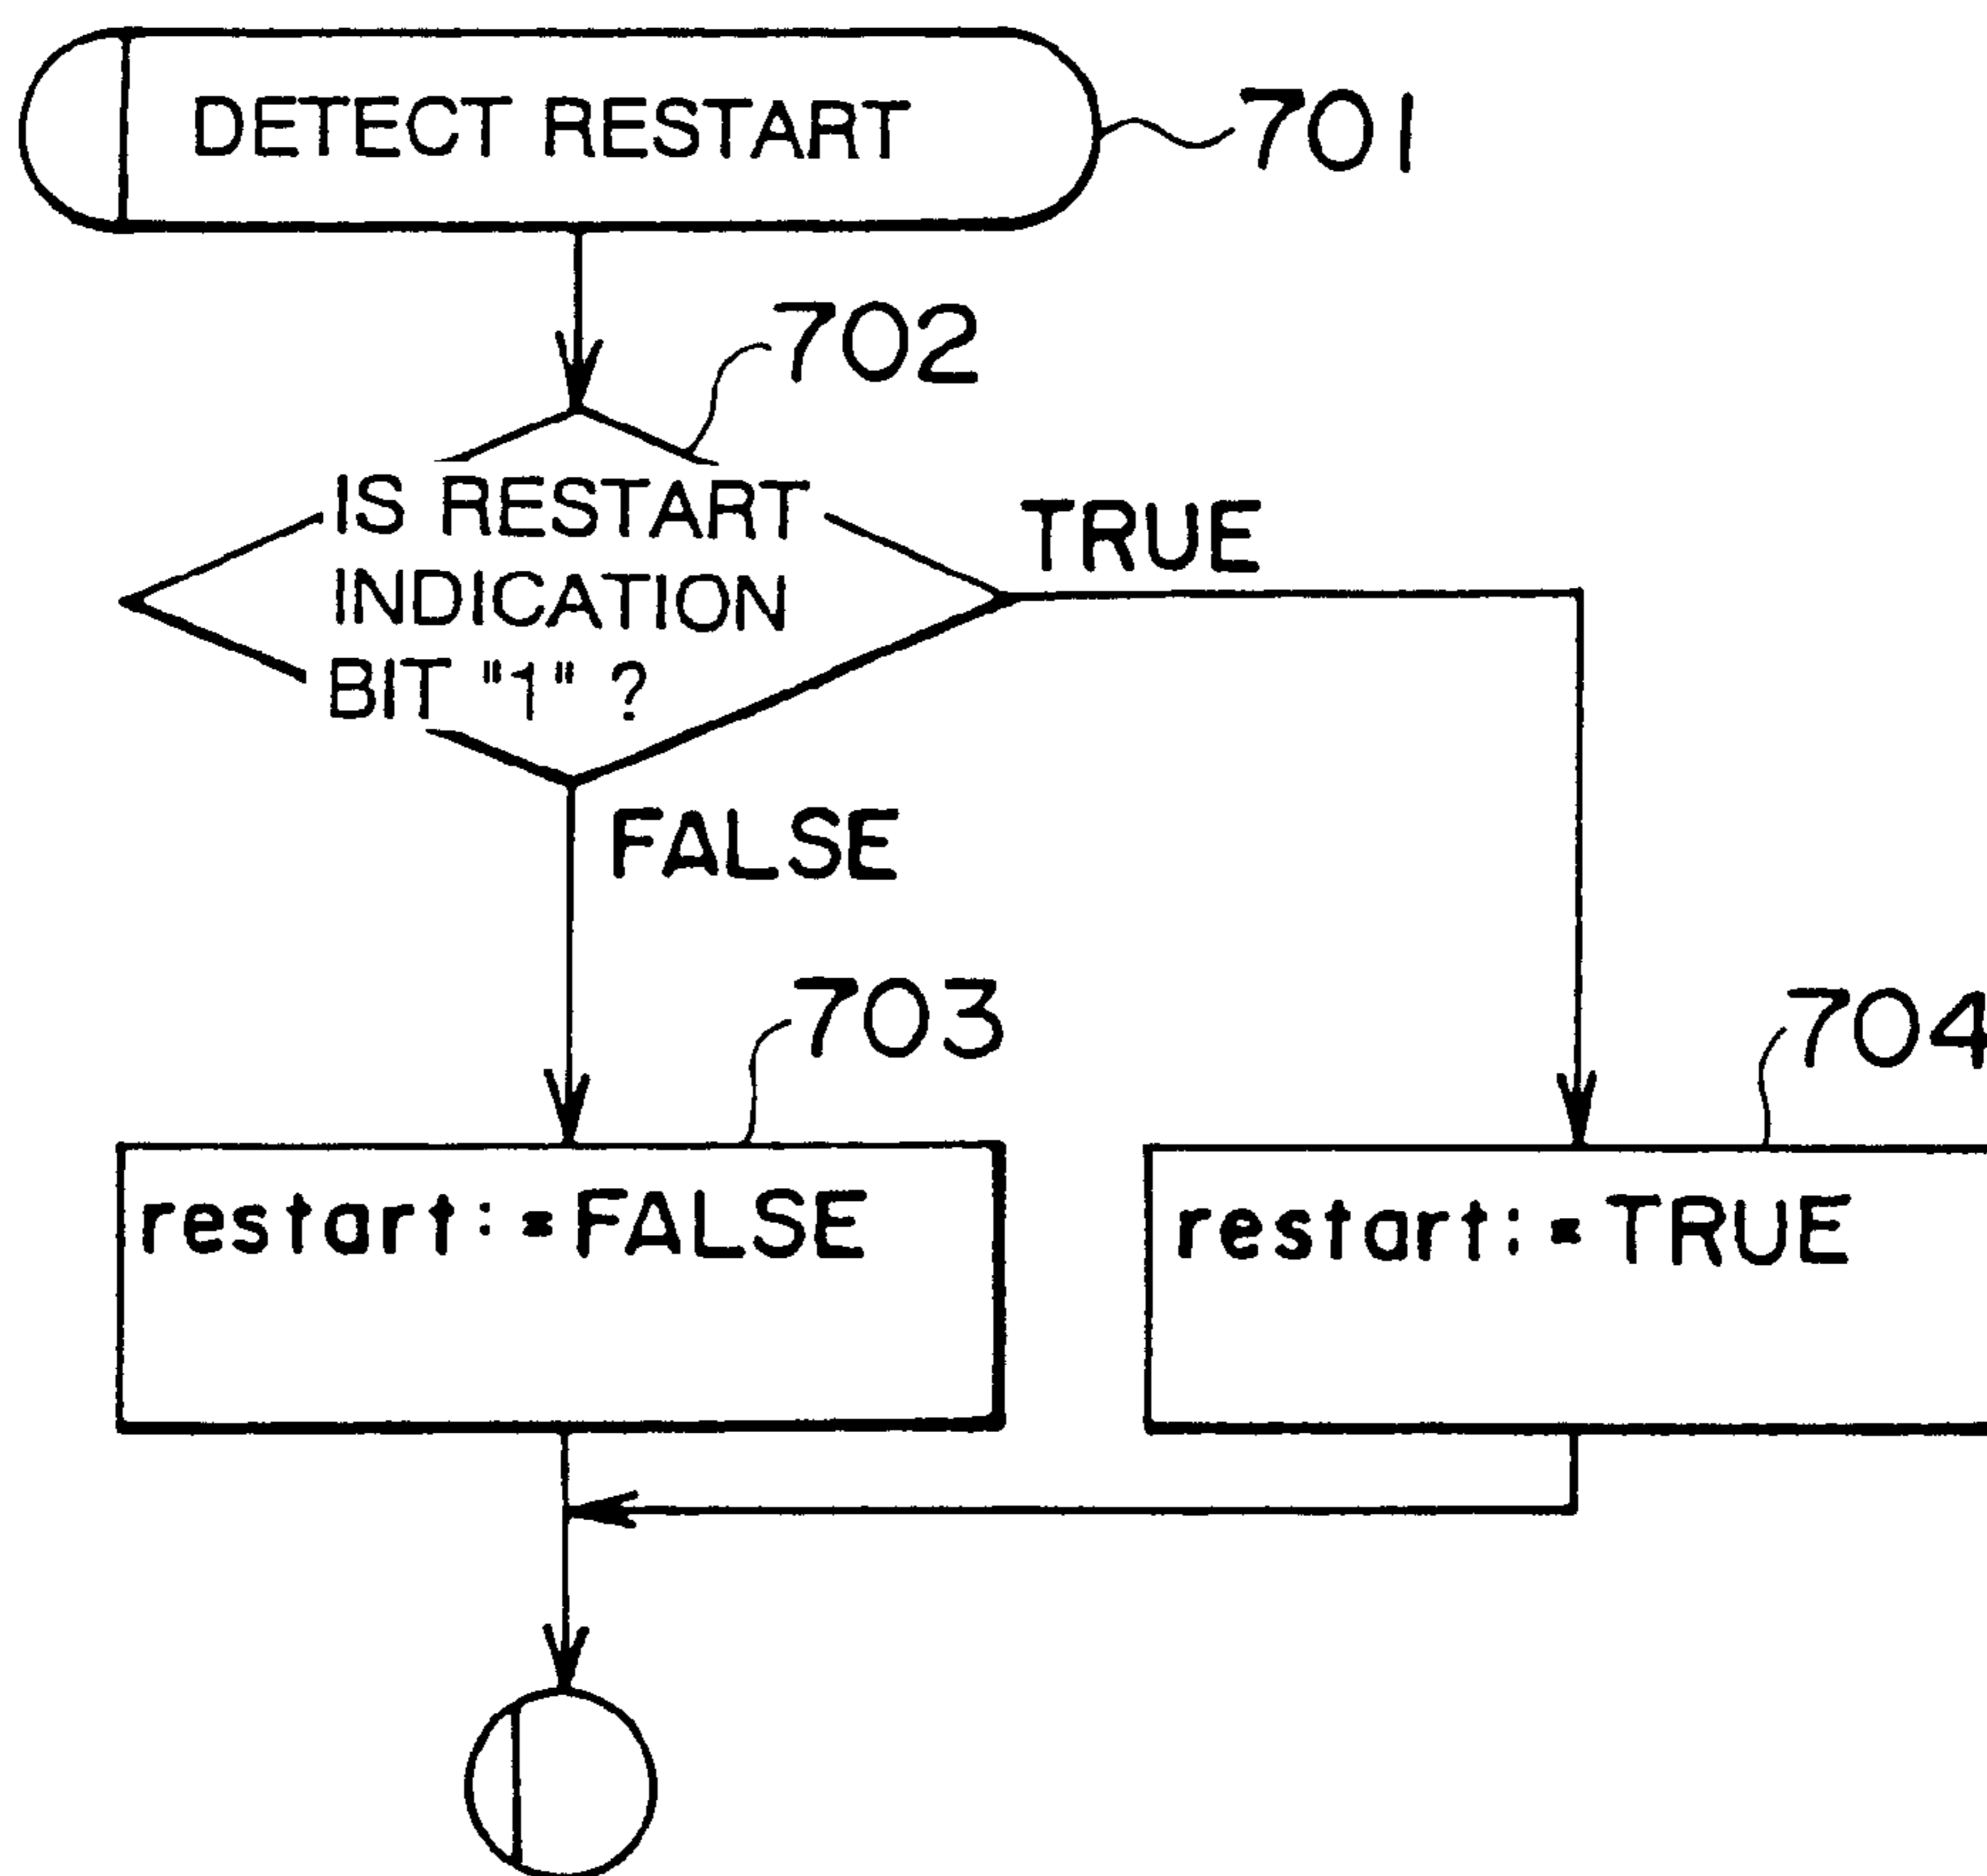 DETECT RESTART
701
702
IS RESTART
INDICATION
BIT "1" ?
TRUE
FALSE
703
704
restart:=FALSE
restart:=TRUE